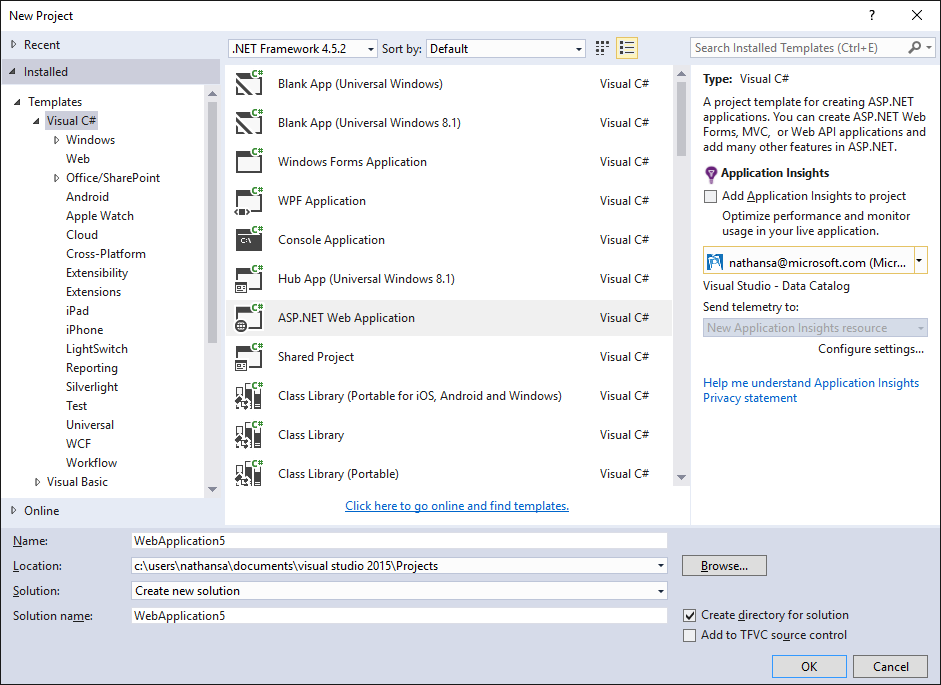 New Project
?
Recent
Installed
Templates
Visual C#
Windows
Web
Office/SharePoint
Android
Apple Watch
Cloud
Cross-Platform
Extensibility
Extensions
iPad
iPhone
LightSwitch
Reporting
Silverlight
Test
Universal
WCF
Workflow
Visual Basic
Online
.NET Framework 4.5.2 Sort by: Default
C# Blank App (Universal Windows) Visual C#
C# Blank App (Universal Windows 8.1) Visual C#
C# Windows Forms Application Visual C#
C# WPF Application Visual C#
C# C:\ Console Application Visual C#
C# Hub App (Universal Windows 8.1) Visual C#
C# ASP.NET Web Application Visual C#
C# Shared Project Visual C#
C# Class Library (Portable for iOS, Android and Windows) Visual C#
C# Class Library Visual C#
C# Class Library (Portable) Visual C#
Click here to go online and find templates.
Search Installed Templates (Ctrl+E)
Type: Visual C#
A project template for creating ASP.NET
applications. You can create ASP.NET Web
Forms, MVC, or Web API applications and
add many other features in ASP.NET.
Application Insights
Add Application Insights to project
Optimize performance and monitor
usage in your live application.
nathansa@microsoft.com (Micr...
Visual Studio - Data Catalog
Send telemetry to:
New Application Insights resource
Configure settings...
Help me understand Application Insights
Privacy statement
Name: WebApplication5
Location: c:\users\nathansa\documents\visual studio 2015\Projects Browse...
Solution: Create new solution
Solution name: WebApplication5
Create directory for solution
Add to TFVC source control
OK Cancel